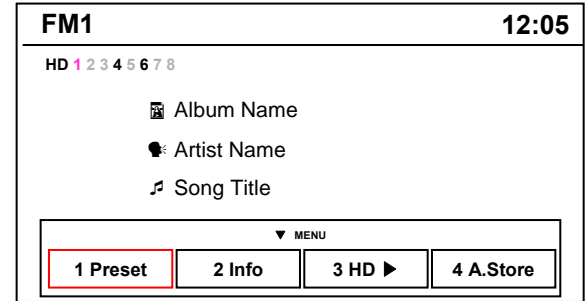 FM1 12:05
HD 1 2 3 4 5 6 7 8
Album Name
Artist Name
Song Title
▼ MENU
1 Preset 2 Info 3 HD ▶ 4 A.Store